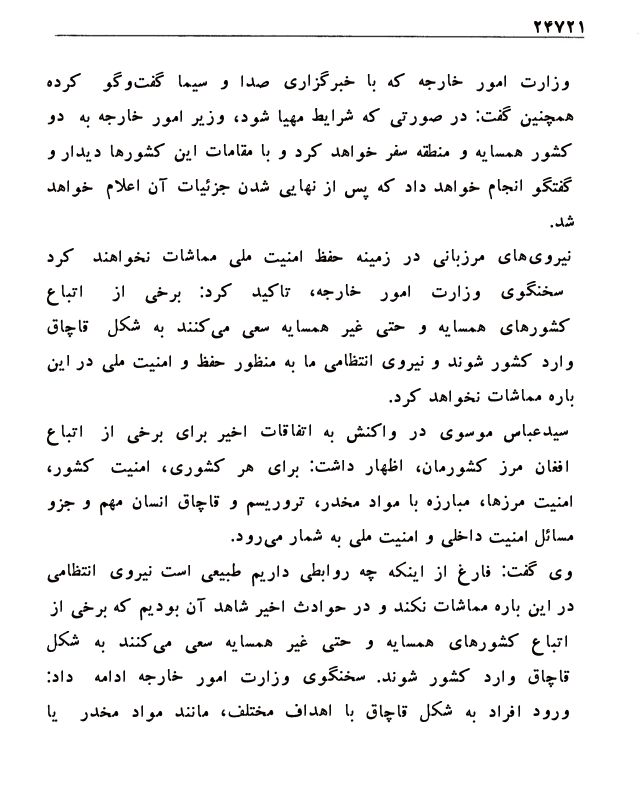 ۲۴۷۲۱
وزارت امور خارجه که با خبرگزاری صدا و سیما گفت‌وگو کرده
همچنین گفت: در صورتی که شرایط مهیا شود، وزیر امور خارجه به دو
کشور همسایه و منطقه سفر خواهد کرد و با مقامات این کشورها دیدار و
گفتگو انجام خواهد داد که پس از نهایی شدن جزئیات آن اعلام خواهد
شد.
نیروی‌های مرزبانی در زمینه حفظ امنیت ملی مماشات نخواهند کرد
سخنگوی وزارت امور خارجه، تاکید کرد: برخی از اتباع
کشورهای همسایه و حتی غیر همسایه سعی می‌کنند به شکل قاچاق
وارد کشور شوند و نیروی انتظامی ما به منظور حفظ و امنیت ملی در این
باره مماشات نخواهد کرد.
سیدعباس موسوی در واکنش به اتفاقات اخیر برای برخی از اتباع
افغان مرز کشورمان، اظهار داشت: برای هر کشوری، امنیت کشور،
امنیت مرزها، مبارزه با مواد مخدر، تروریسم و قاچاق انسان مهم و جزو
مسائل امنیت داخلی و امنیت ملی به شمار می‌رود.
وی گفت: فارغ از اینکه چه روابطی داریم طبیعی است نیروی انتظامی
در این باره مماشات نکند و در حوادث اخیر شاهد آن بودیم که برخی از
اتباع کشورهای همسایه و حتی غیر همسایه سعی می‌کنند به شکل
قاچاق وارد کشور شوند. سخنگوی وزارت امور خارجه ادامه داد:
ورود افراد به شکل قاچاق با اهداف مختلف، مانند مواد مخدر یا